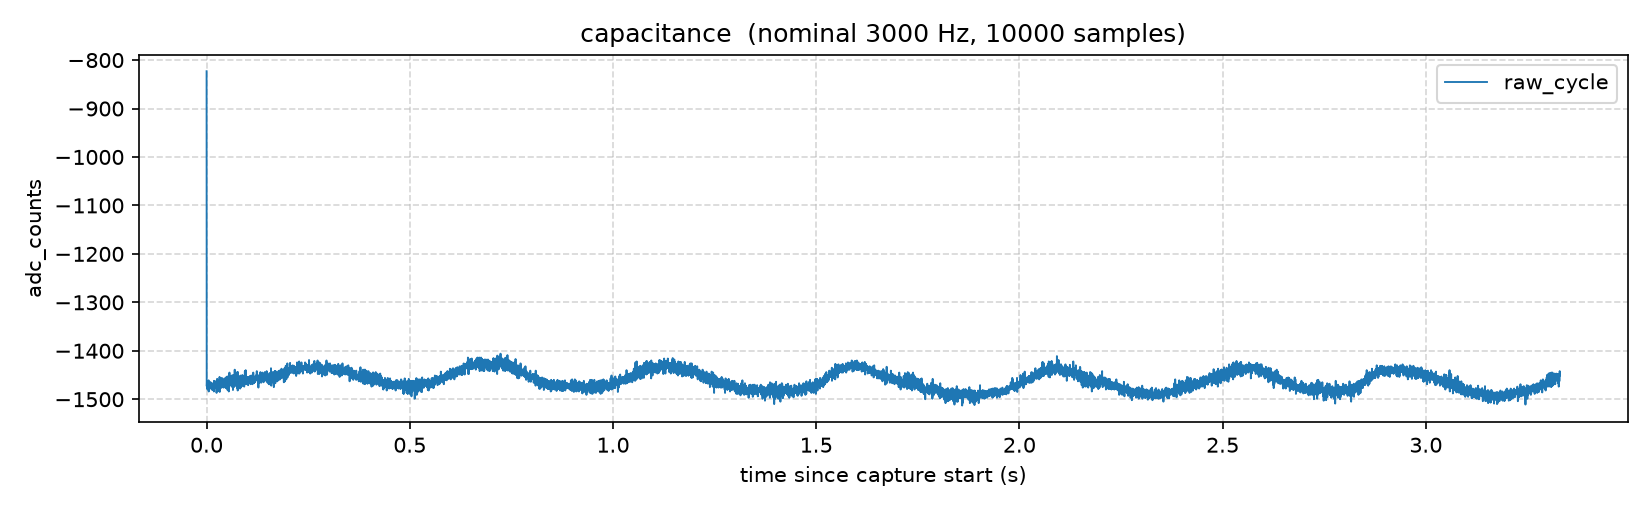 capacitance  (nominal 3000 Hz, 10000 samples)
raw_cycle
adc_counts
−800
−900
−1000
−1100
−1200
−1300
−1400
−1500
0.0 0.5 1.0 1.5 2.0 2.5 3.0
time since capture start (s)